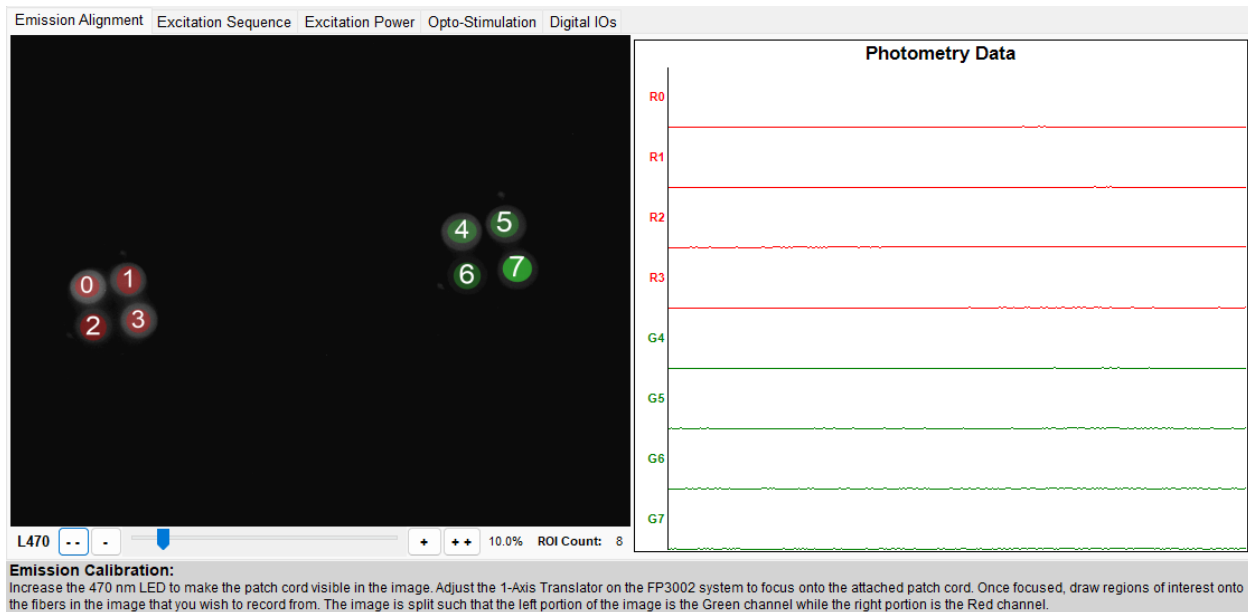 Emission Alignment Excitation Sequence Excitation Power Opto-Stimulation Digital IOs
Photometry Data
R0
R1
R2
R3
G4
G5
G6
G7
0 1
2 3
4 5
6 7
L470 -- - + ++ 10.0% ROI Count: 8
Emission Calibration:
Increase the 470 nm LED to make the patch cord visible in the image. Adjust the 1-Axis Translator on the FP3002 system to focus onto the attached patch cord. Once focused, draw regions of interest onto
the fibers in the image that you wish to record from. The image is split such that the left portion of the image is the Green channel while the right portion is the Red channel.